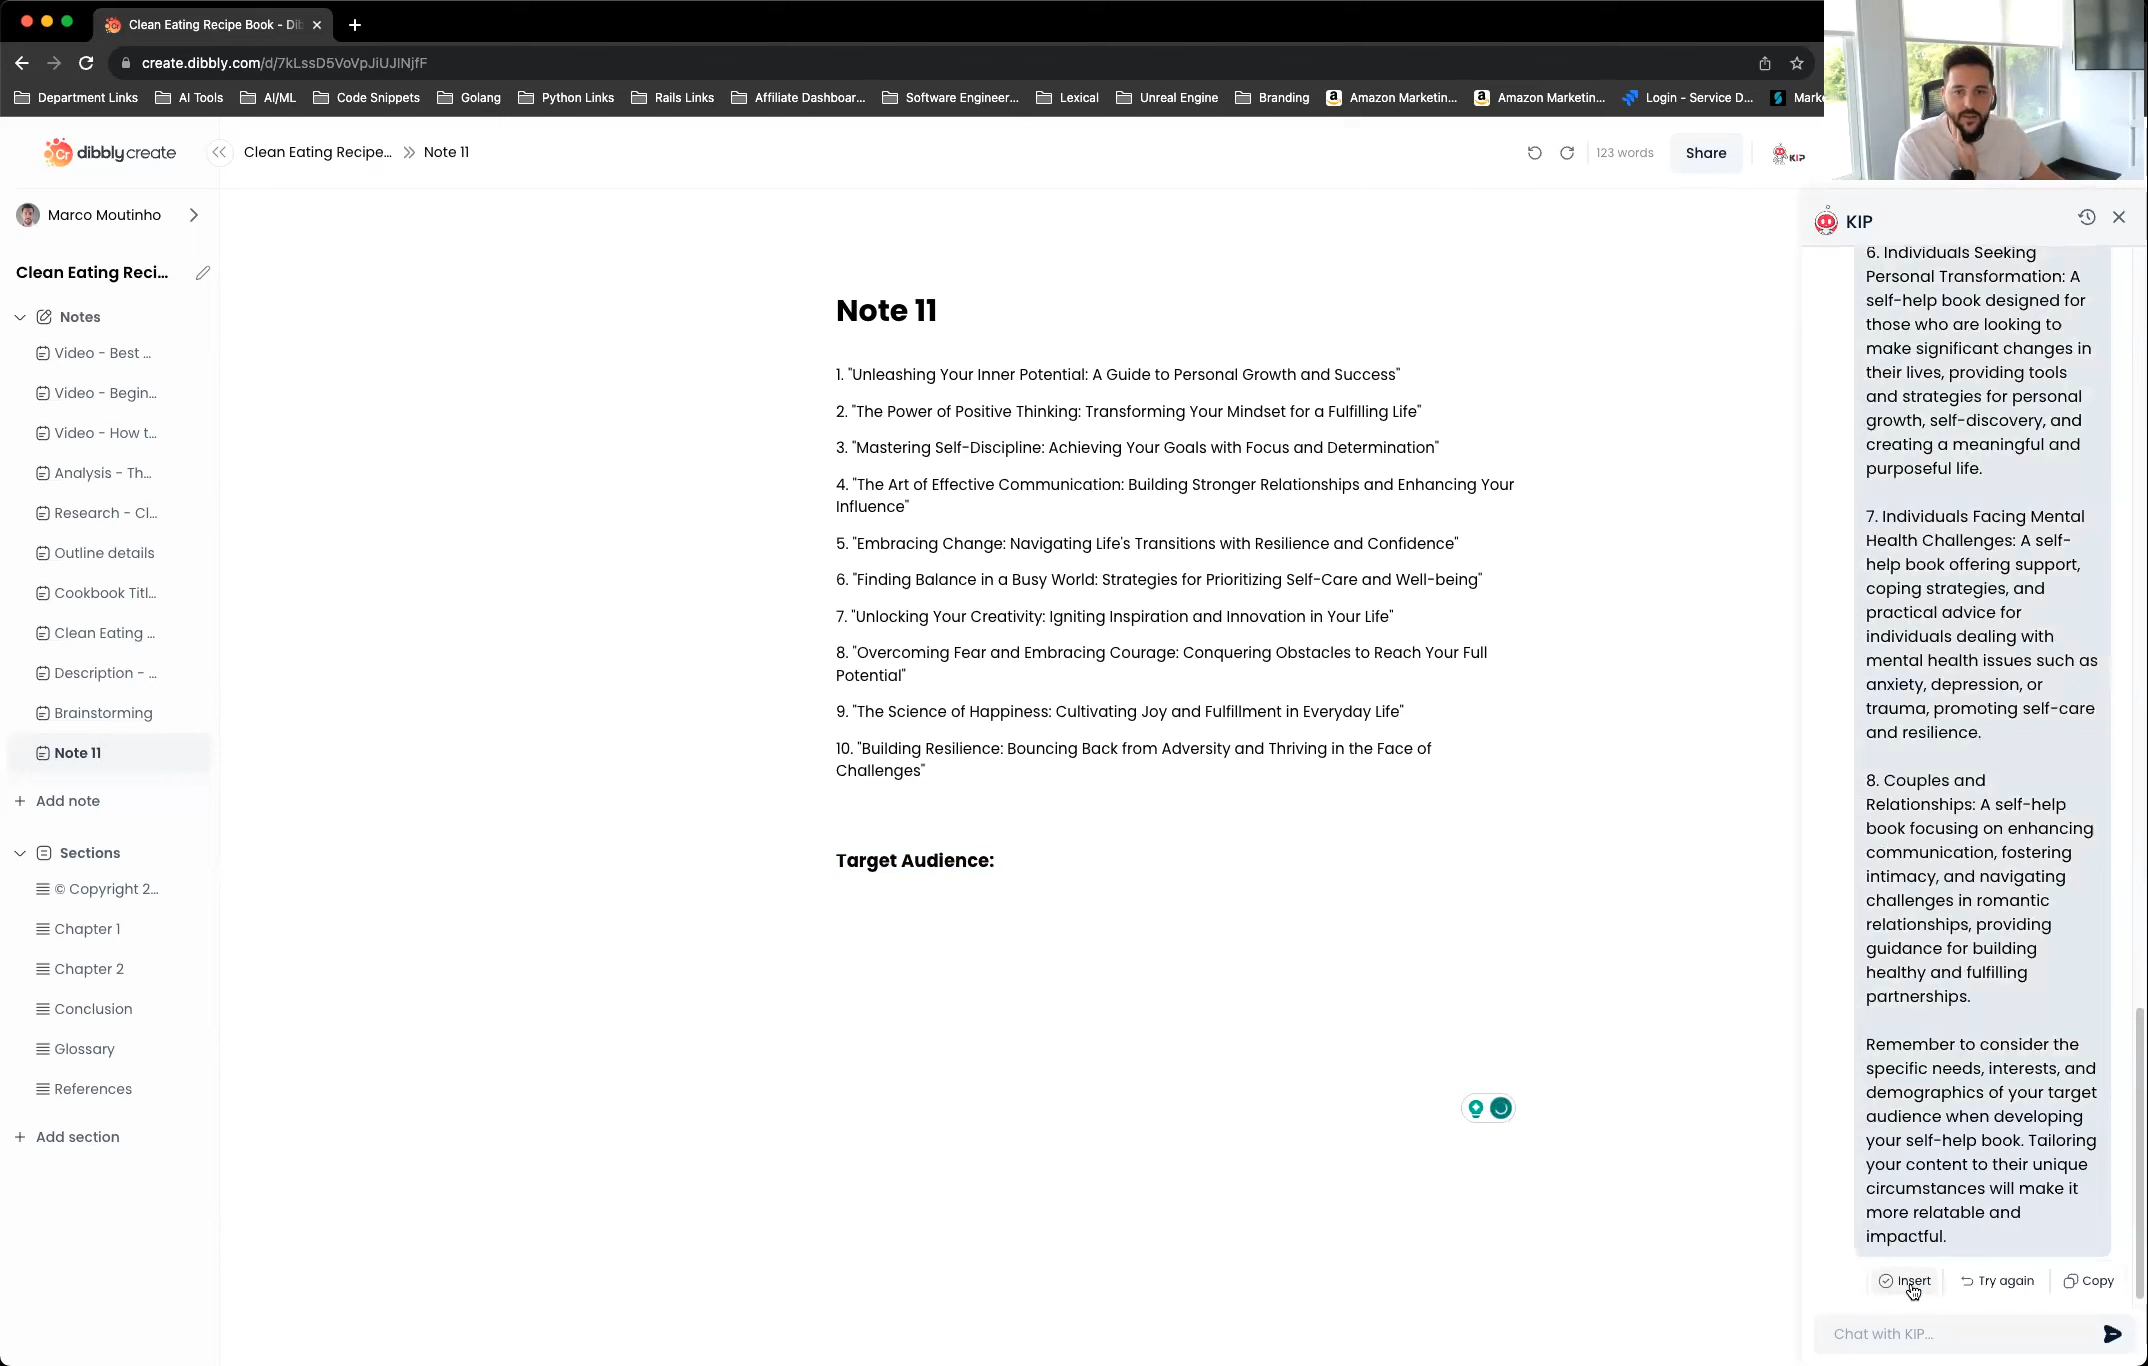 Clean Eating Recipe Book - Dib
create.dibbly.com/d/7kLssD5VoVpJiUJlNjfF
Department Links
AI Tools
AI/ML
Code Snippets
Golang
Python Links
Rails Links
Affiliate Dashboar...
Software Engineer...
Lexical
Unreal Engine
Branding
Amazon Marketin...
Amazon Marketin...
Login - Service D...
Mark
Cr dibblycreate
Clean Eating Recipe... >> Note 11
123 words
Share
KIP
Marco Moutinho
Clean Eating Reci...
Notes
Video - Best ...
Video - Begin...
Video - How t...
Analysis - Th...
Research - Cl...
Outline details
Cookbook Titl...
Clean Eating ...
Description - ...
Brainstorming
Note 11
+ Add note
Sections
© Copyright 2...
Chapter 1
Chapter 2
Conclusion
Glossary
References
+ Add section
Note 11
1. "Unleashing Your Inner Potential: A Guide to Personal Growth and Success"
2. "The Power of Positive Thinking: Transforming Your Mindset for a Fulfilling Life"
3. "Mastering Self-Discipline: Achieving Your Goals with Focus and Determination"
4. "The Art of Effective Communication: Building Stronger Relationships and Enhancing Your
Influence"
5. "Embracing Change: Navigating Life's Transitions with Resilience and Confidence"
6. "Finding Balance in a Busy World: Strategies for Prioritizing Self-Care and Well-being"
7. "Unlocking Your Creativity: Igniting Inspiration and Innovation in Your Life"
8. "Overcoming Fear and Embracing Courage: Conquering Obstacles to Reach Your Full
Potential"
9. "The Science of Happiness: Cultivating Joy and Fulfillment in Everyday Life"
10. "Building Resilience: Bouncing Back from Adversity and Thriving in the Face of
Challenges"
Target Audience:
KIP
6. Individuals Seeking
Personal Transformation: A
self-help book designed for
those who are looking to
make significant changes in
their lives, providing tools
and strategies for personal
growth, self-discovery, and
creating a meaningful and
purposeful life.
7. Individuals Facing Mental
Health Challenges: A self-
help book offering support,
coping strategies, and
practical advice for
individuals dealing with
mental health issues such as
anxiety, depression, or
trauma, promoting self-care
and resilience.
8. Couples and
Relationships: A self-help
book focusing on enhancing
communication, fostering
intimacy, and navigating
challenges in romantic
relationships, providing
guidance for building
healthy and fulfilling
partnerships.
Remember to consider the
specific needs, interests, and
demographics of your target
audience when developing
your self-help book. Tailoring
your content to their unique
circumstances will make it
more relatable and
impactful.
Insert
Try again
Copy
Chat with KIP...